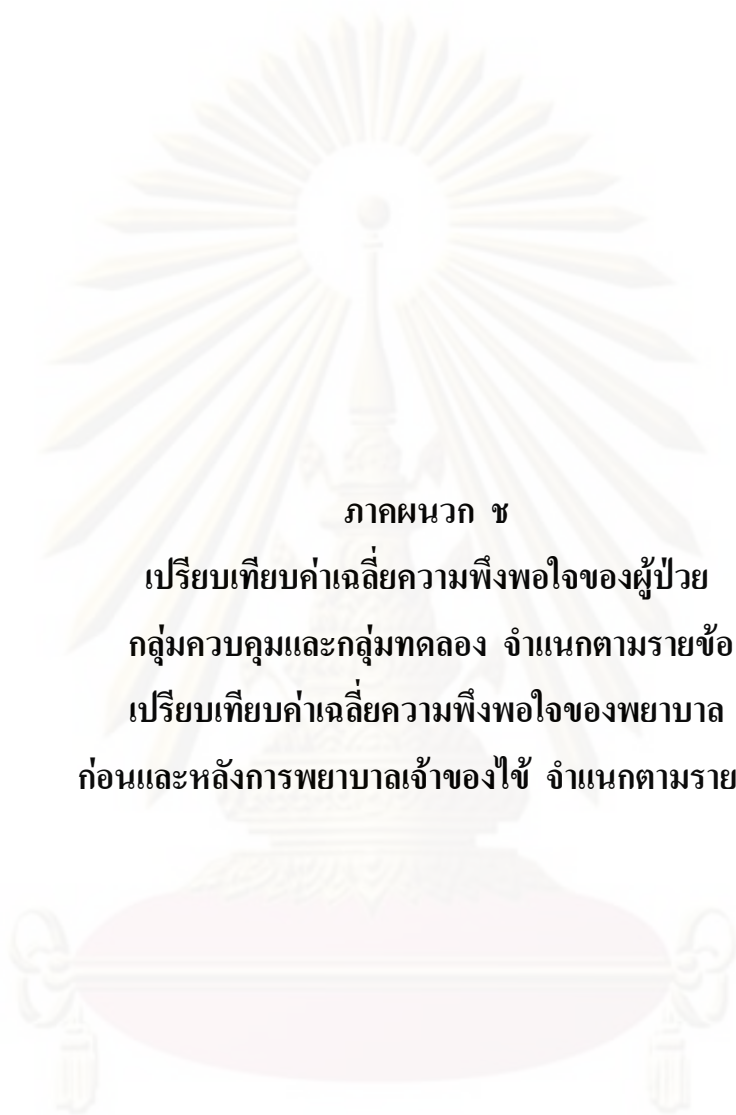 ภาคผนวก ช
เปรียบเทียบค่าเฉลี่ยความพึงพอใจของผู้ป่วย
กลุ่มควบคุมและกลุ่มทดลอง จำแนกตามรายข้อ
เปรียบเทียบค่าเฉลี่ยความพึงพอใจของพยาบาล
ก่อนและหลังการพยาบาลเจ้าของไข้ จำแนกตามราย